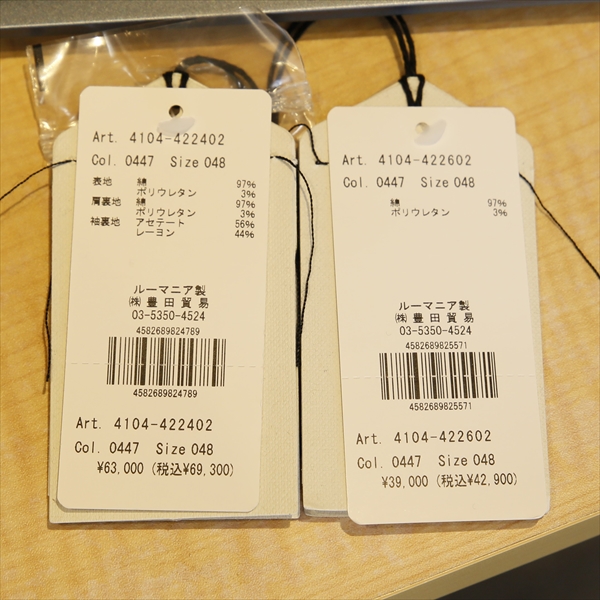 Art. 4104-422402
Col. 0447 Size 048
表地 綿 97%
ポリウレタン 3%
肩裏地 綿 97%
ポリウレタン 3%
袖裏地 アセテート 56%
レーヨン 44%
ルーマニア製
㈱豊田貿易
03-5350-4524
4582689824789
4582689824789
Art. 4104-422402
Col. 0447 Size 048
¥63,000 (税込¥69,300)
Art. 4104-422602
Col. 0447 Size 048
綿 97%
ポリウレタン 3%
ルーマニア製
㈱豊田貿易
03-5350-4524
4582689825571
4582689825571
Art. 4104-422602
Col. 0447 Size 048
¥39,000 (税込¥42,900)